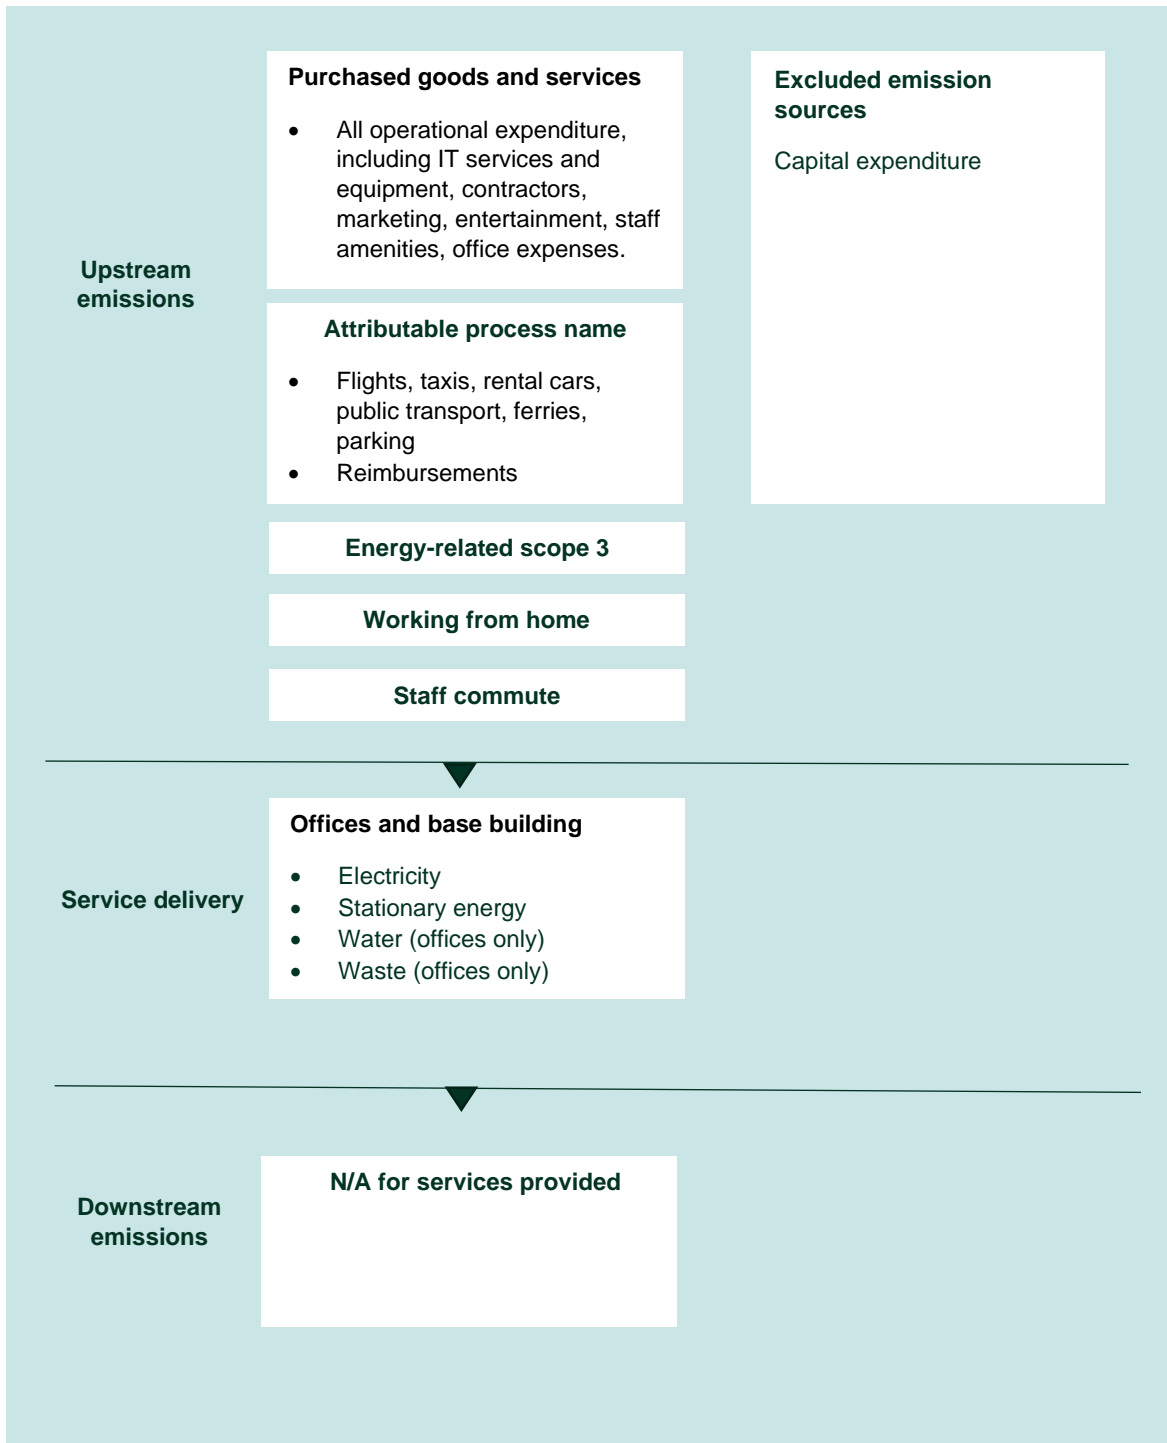 Purchased goods and services
• All operational expenditure,
including IT services and
equipment, contractors,
marketing, entertainment, staff
amenities, office expenses.
Excluded emission
sources
Capital expenditure
Upstream
emissions
Attributable process name
• Flights, taxis, rental cars,
public transport, ferries,
parking
• Reimbursements
Energy-related scope 3
Working from home
Staff commute
Service delivery
Offices and base building
• Electricity
• Stationary energy
• Water (offices only)
• Waste (offices only)
Downstream
emissions
N/A for services provided